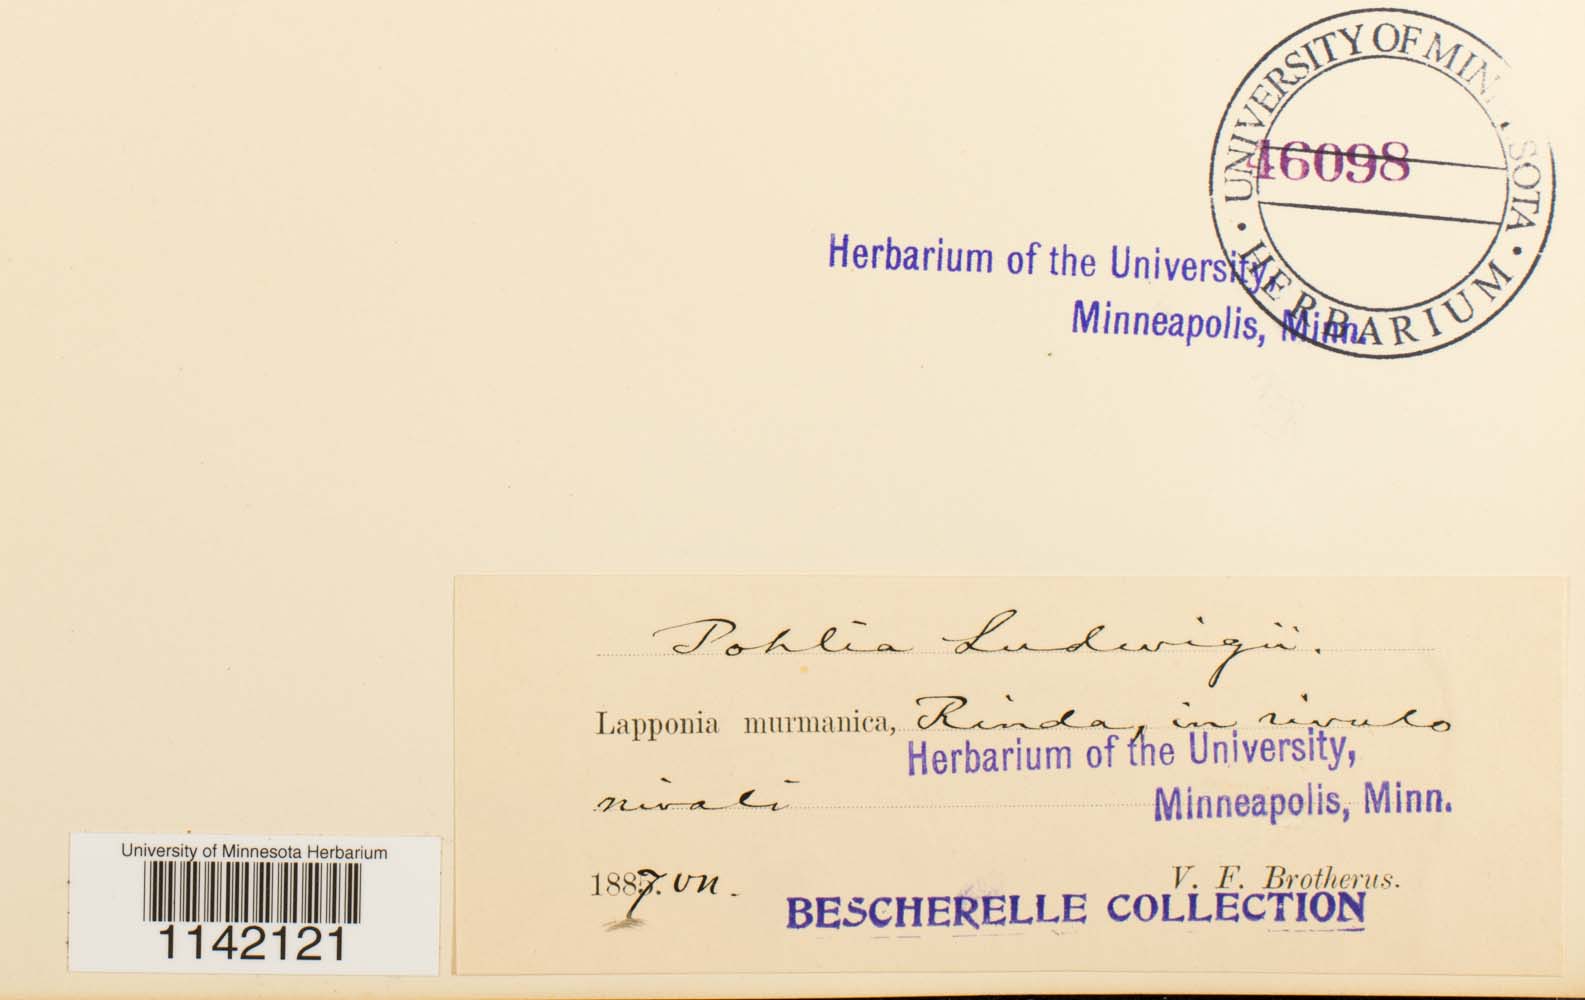 UNIVERSITY OF MINNESOTA
46098
HERBARIUM
Herbarium of the University,
Minneapolis, Minn.
Pohlia Ludwigii.
Lapponia murmanica, Rinda, in rivulo
Herbarium of the University,
nivali
Minneapolis, Minn.
1887. VII.
V. F. Brotherus.
BESCHERELLE COLLECTION
University of Minnesota Herbarium
1142121